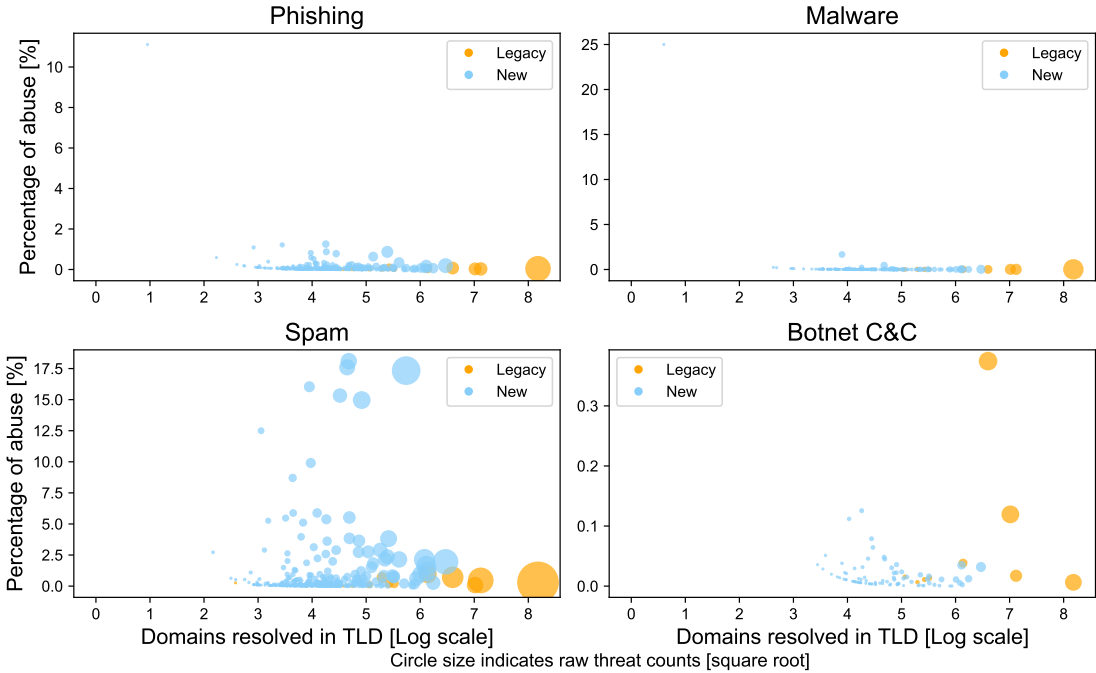 Phishing
Malware
Percentage of abuse [%]
10
8
6
4
2
0
Legacy
New
0 1 2 3 4 5 6 7 8
25
20
15
10
5
0
Legacy
New
0 1 2 3 4 5 6 7 8
Spam
Botnet C&C
Percentage of abuse [%]
17.5
15.0
12.5
10.0
7.5
5.0
2.5
0.0
Legacy
New
0 1 2 3 4 5 6 7 8
Domains resolved in TLD [Log scale]
0.3
0.2
0.1
0.0
Legacy
New
0 1 2 3 4 5 6 7 8
Domains resolved in TLD [Log scale]
Circle size indicates raw threat counts [square root]